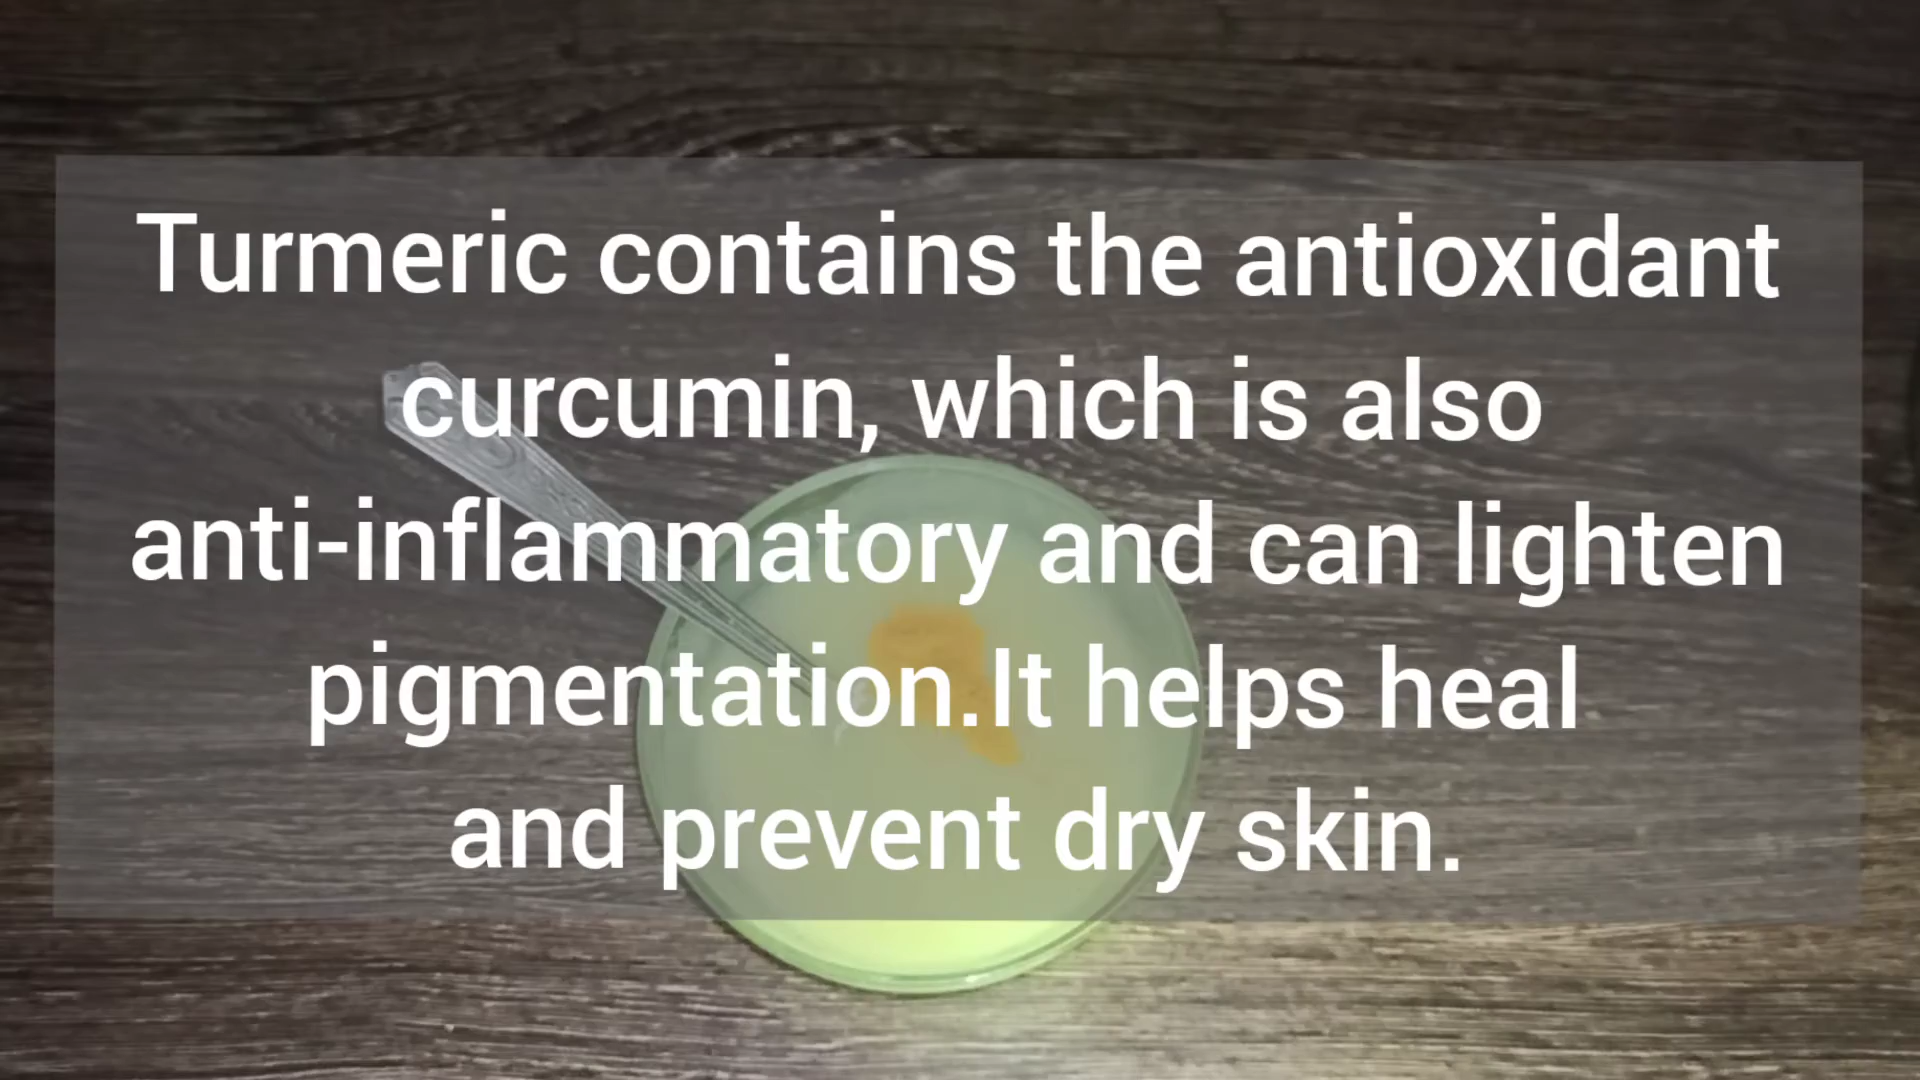 Turmeric contains the antioxidant
curcumin, which is also
anti-inflammatory and can lighten
pigmentation.It helps heal
and prevent dry skin.